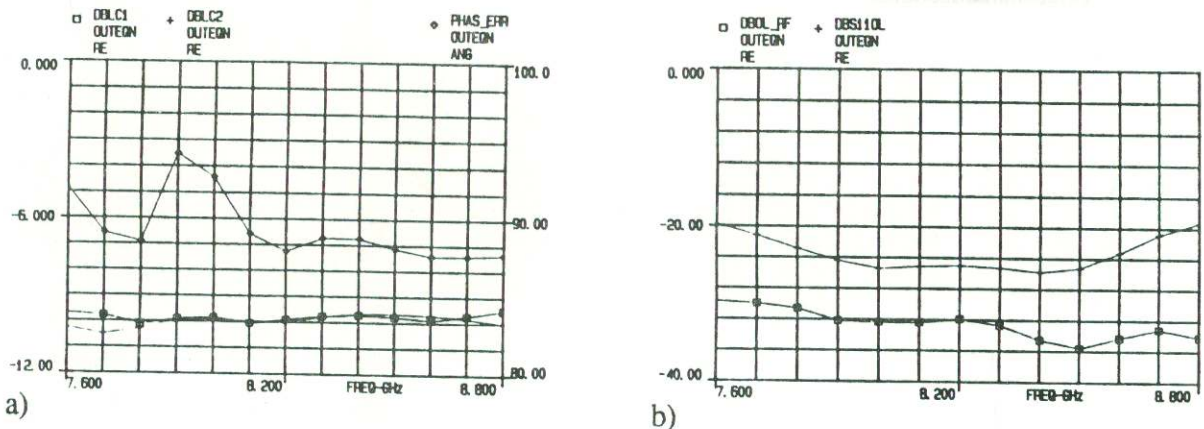 DBLC1 DBLC2 PHAS_ERR
OUTEQN OUTEQN OUTEQN
RE RE ANG
0.000 100.0
-6.000 90.00
-12.00 80.00
7.600 8.200 FREQ-GHz 8.800
a)
DBOL_RF DBS11OL
OUTEQN OUTEQN
RE RE
0.000
-20.00
-40.00
7.600 8.200 FREQ-GHz 8.800
b)